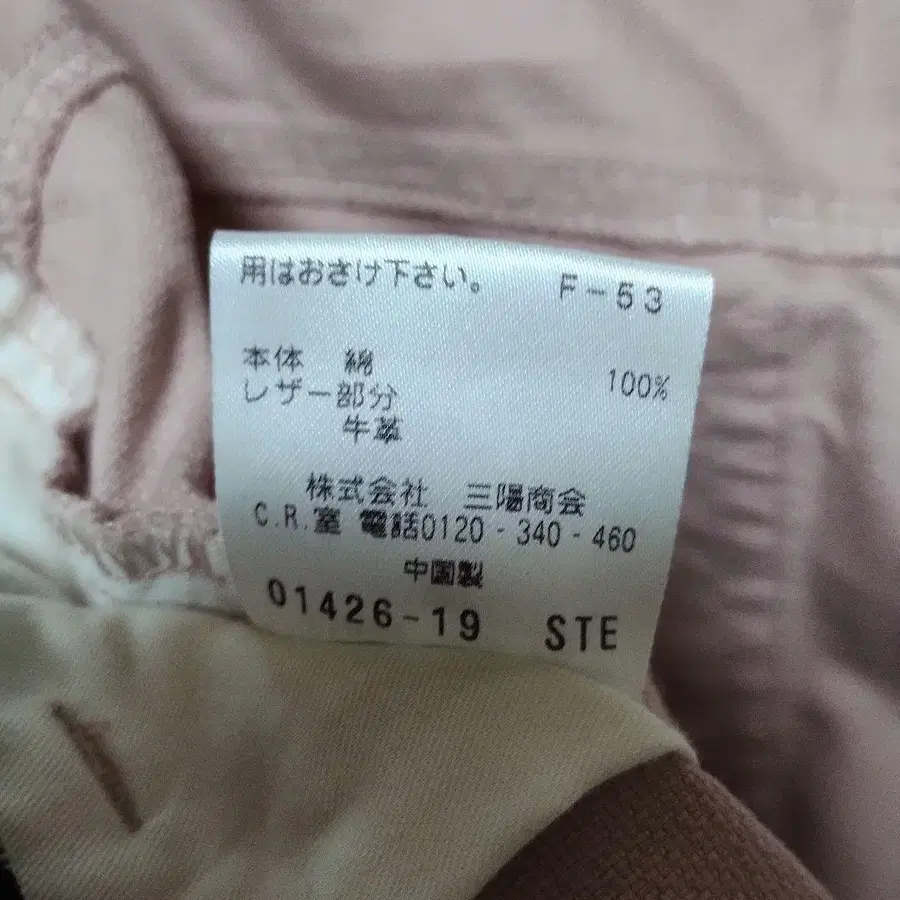 用はおさけ下さい。 F-53
本体 綿 100%
レザー部分
牛革
株式会社 三陽商会
C.R.室 電話0120-340-460
中国製
01426-19 STE